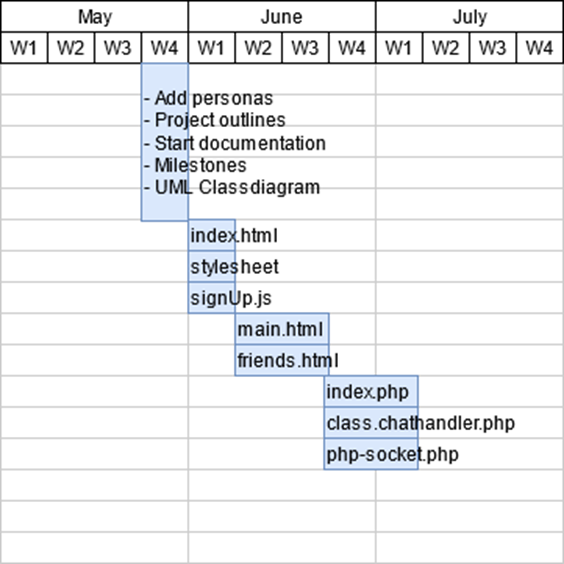 May June July
W1 W2 W3 W4 W1 W2 W3 W4 W1 W2 W3 W4
- Add personas
- Project outlines
- Start documentation
- Milestones
- UML Classdiagram
index.html
stylesheet
signUp.js
main.html
friends.html
index.php
class.chathandler.php
php-socket.php